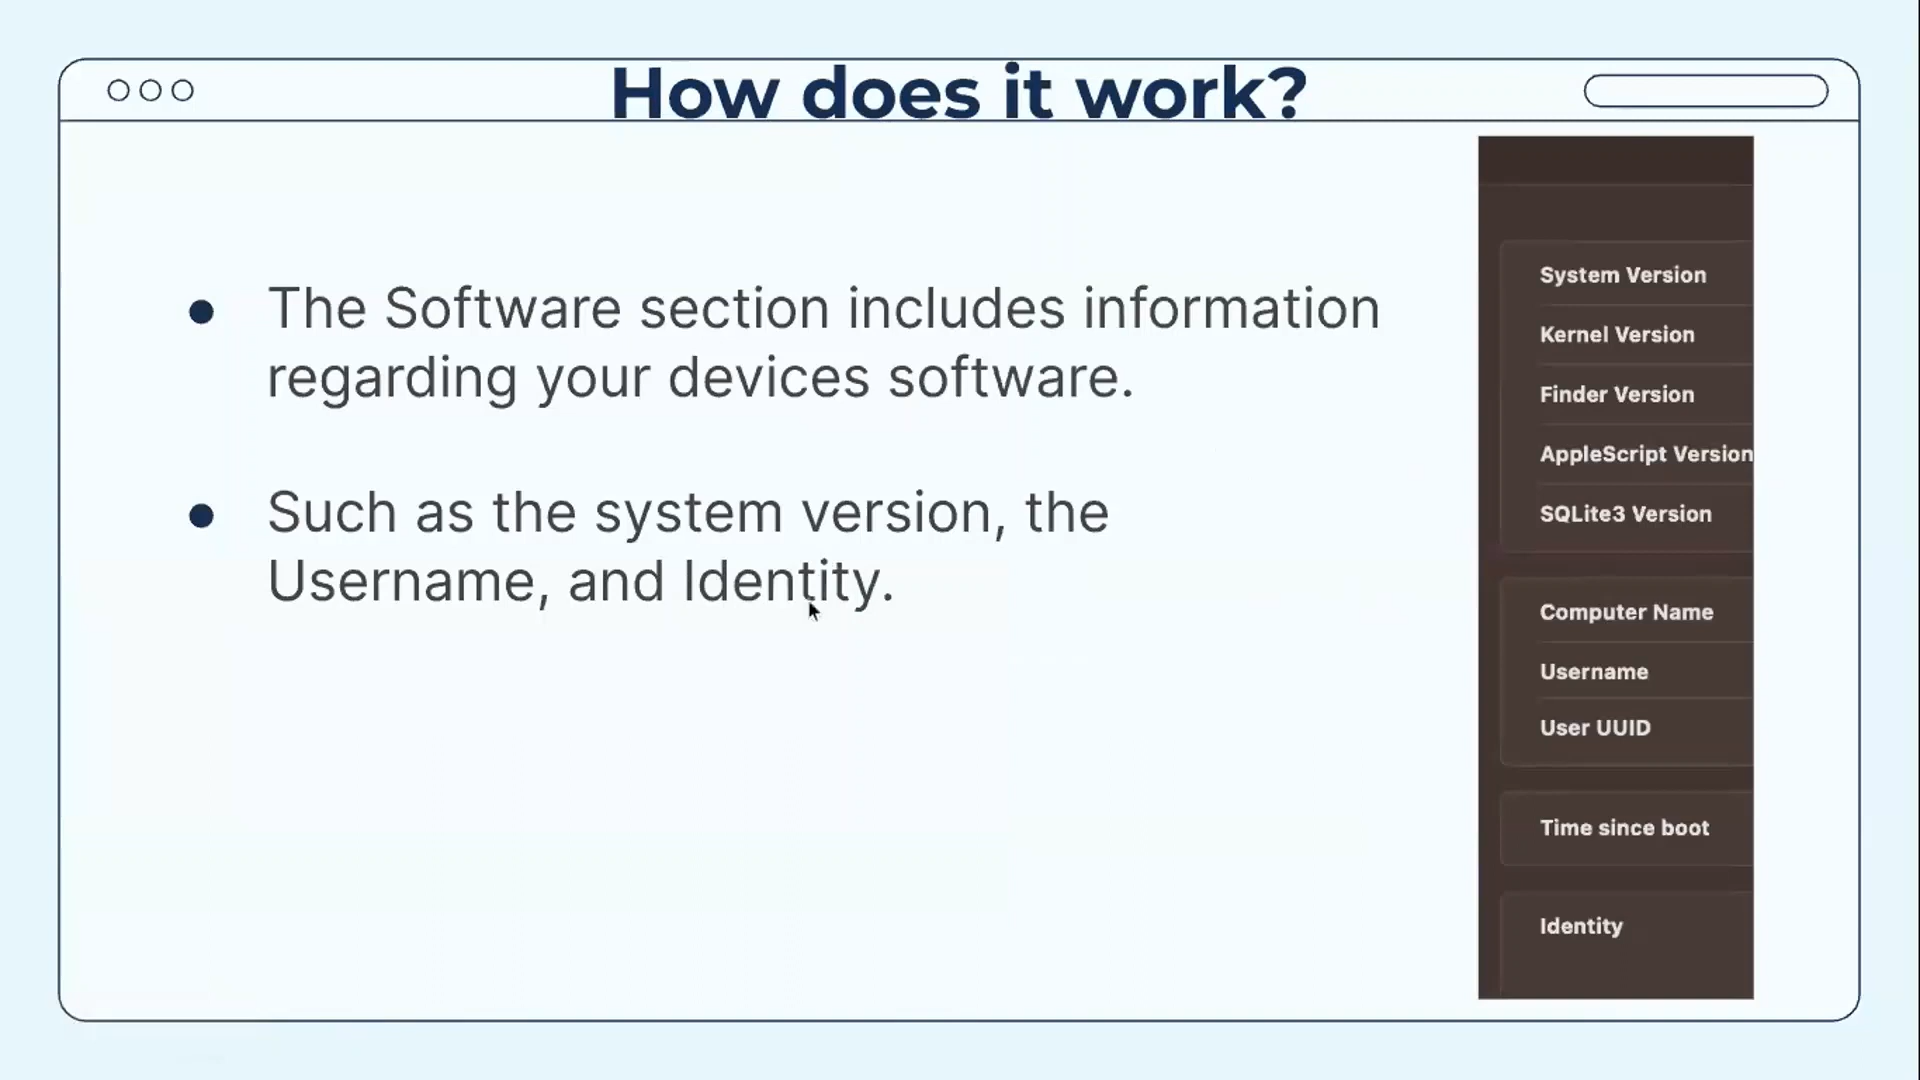 How does it work?
● The Software section includes information
regarding your devices software.
● Such as the system version, the
Username, and Identity.
System Version
Kernel Version
Finder Version
AppleScript Version
SQLite3 Version
Computer Name
Username
User UUID
Time since boot
Identity